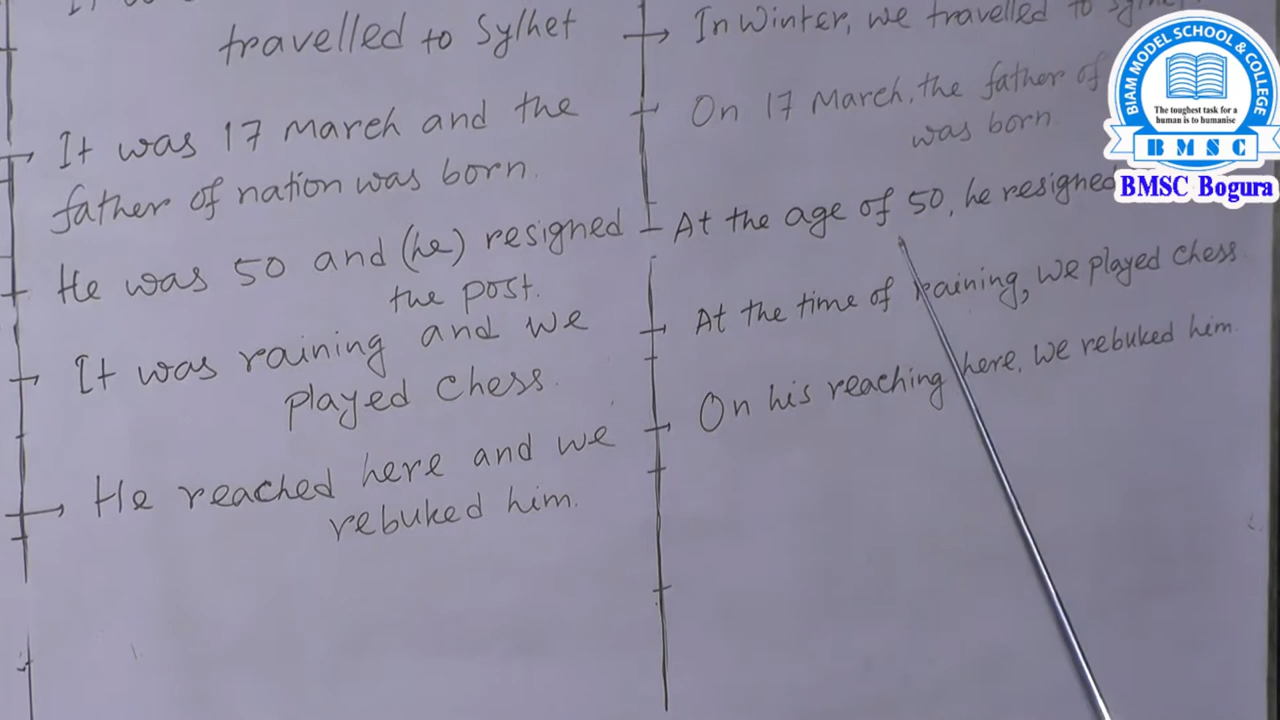 travelled to Sylhet
It was 17 March and the
father of nation was born.
He was 50 and (he) resigned
the post.
It was raining and we
played chess.
He reached here and we
rebuked him.
In Winter, we travelled to
On 17 March, the father of
was born.
At the age of 50, he resigned
At the time of raining, we played chess.
On his reaching here, we rebuked him.
BIAM MODEL SCHOOL & COLLEGE
The toughest task for a
human is to humanise
BMSC
BMSC Bogura